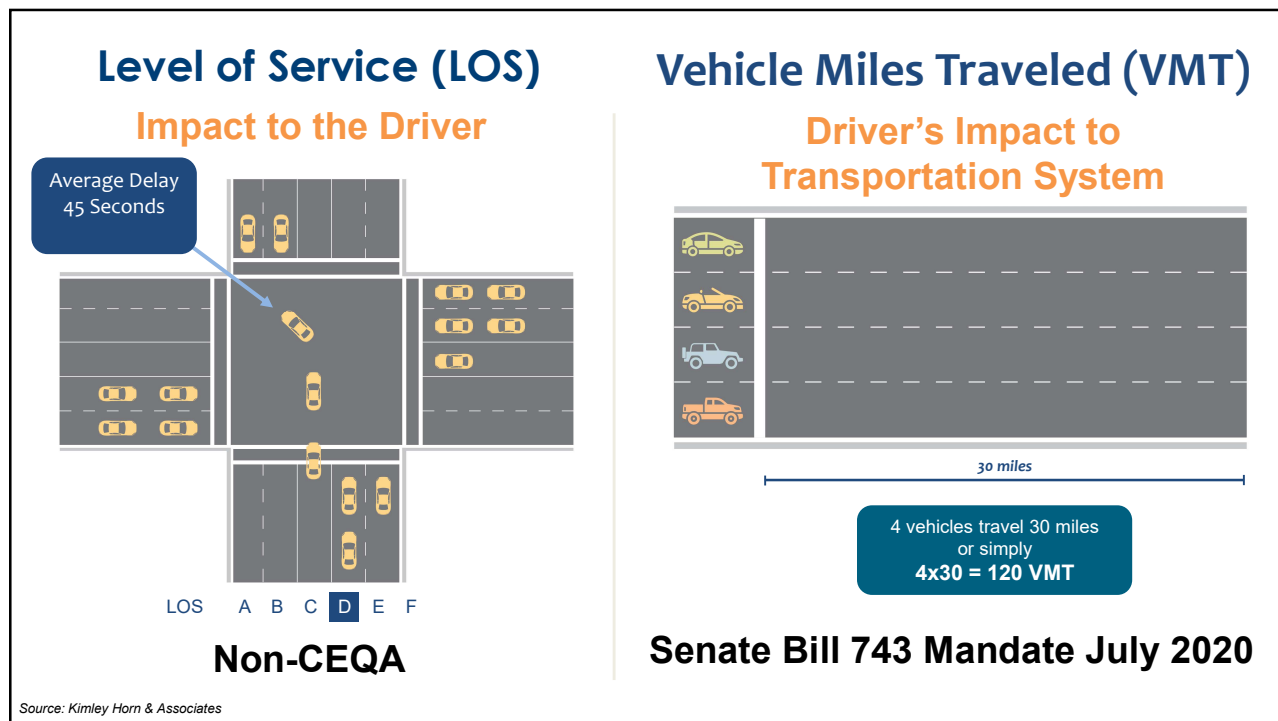 Level of Service (LOS)
Impact to the Driver
Average Delay
45 Seconds
LOS A B C D E F
Non-CEQA
Vehicle Miles Traveled (VMT)
Driver’s Impact to
Transportation System
30 miles
4 vehicles travel 30 miles
or simply
4x30 = 120 VMT
Senate Bill 743 Mandate July 2020
Source: Kimley Horn & Associates